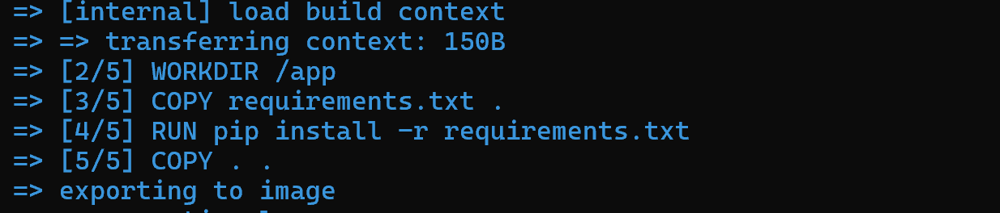 => [internal] load build context
=> => transferring context: 150B
=> [2/5] WORKDIR /app
=> [3/5] COPY requirements.txt .
=> [4/5] RUN pip install -r requirements.txt
=> [5/5] COPY . .
=> exporting to image